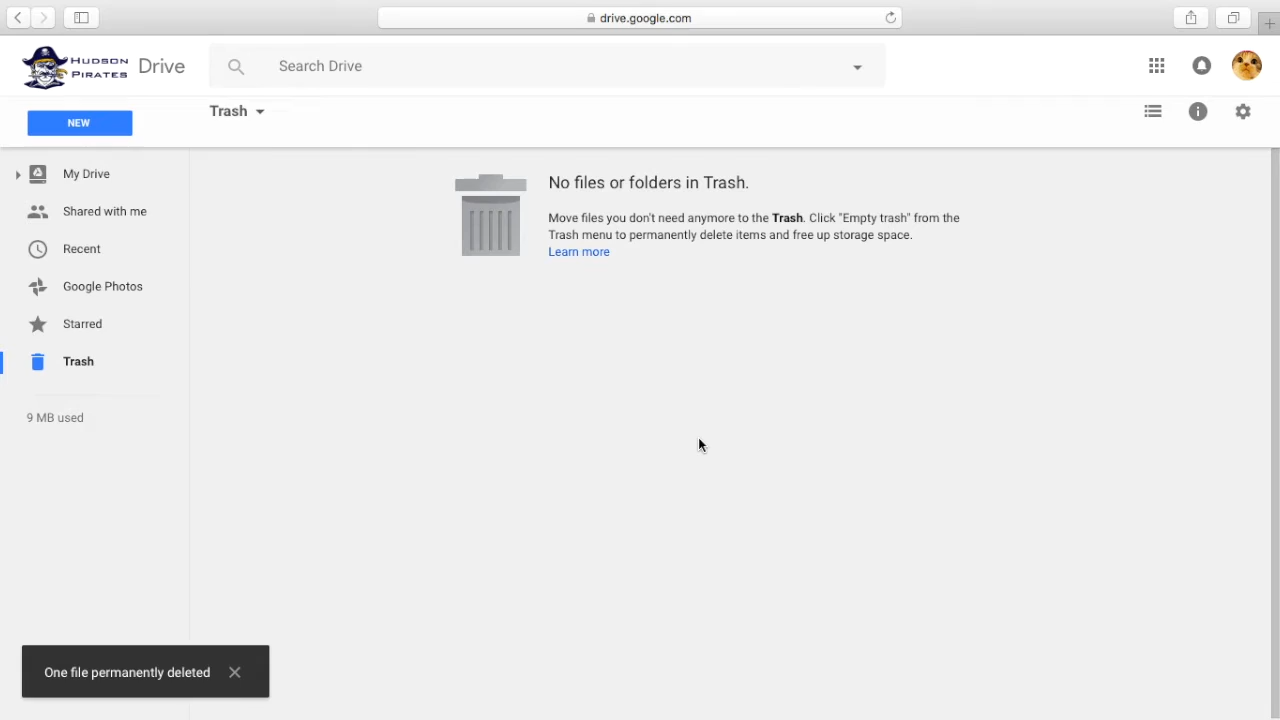 drive.google.com
HUDSON
PIRATES
Drive
Search Drive
NEW
Trash
My Drive
Shared with me
Recent
Google Photos
Starred
Trash
9 MB used
No files or folders in Trash.
Move files you don't need anymore to the Trash. Click "Empty trash" from the
Trash menu to permanently delete items and free up storage space.
Learn more
One file permanently deleted